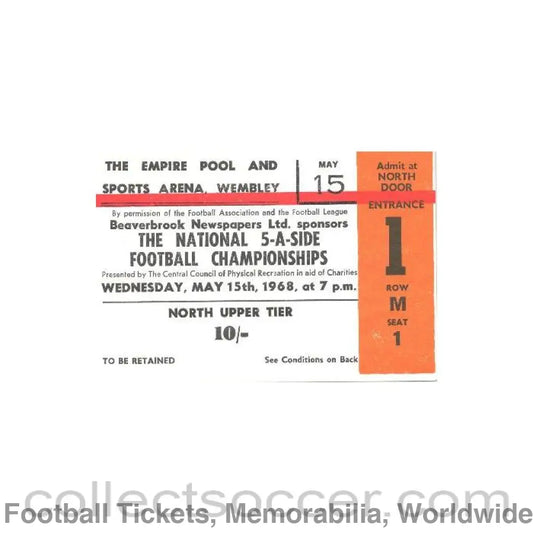 THE EMPIRE POOL AND
SPORTS ARENA, WEMBLEY
MAY
15
By permission of the Football Association and the Football League
Beaverbrook Newspapers Ltd. sponsors
THE NATIONAL 5-A-SIDE
FOOTBALL CHAMPIONSHIPS
Presented by The Central Council of Physical Recreation in aid of Charities
WEDNESDAY, MAY 15th, 1968, at 7 p.m.
NORTH UPPER TIER
10/-
TO BE RETAINED
See Conditions on Back
Admit at
NORTH
DOOR
ENTRANCE
1
ROW
M
SEAT
1
collectsoccer.com
Football Tickets, Memorabilia, Worldwide